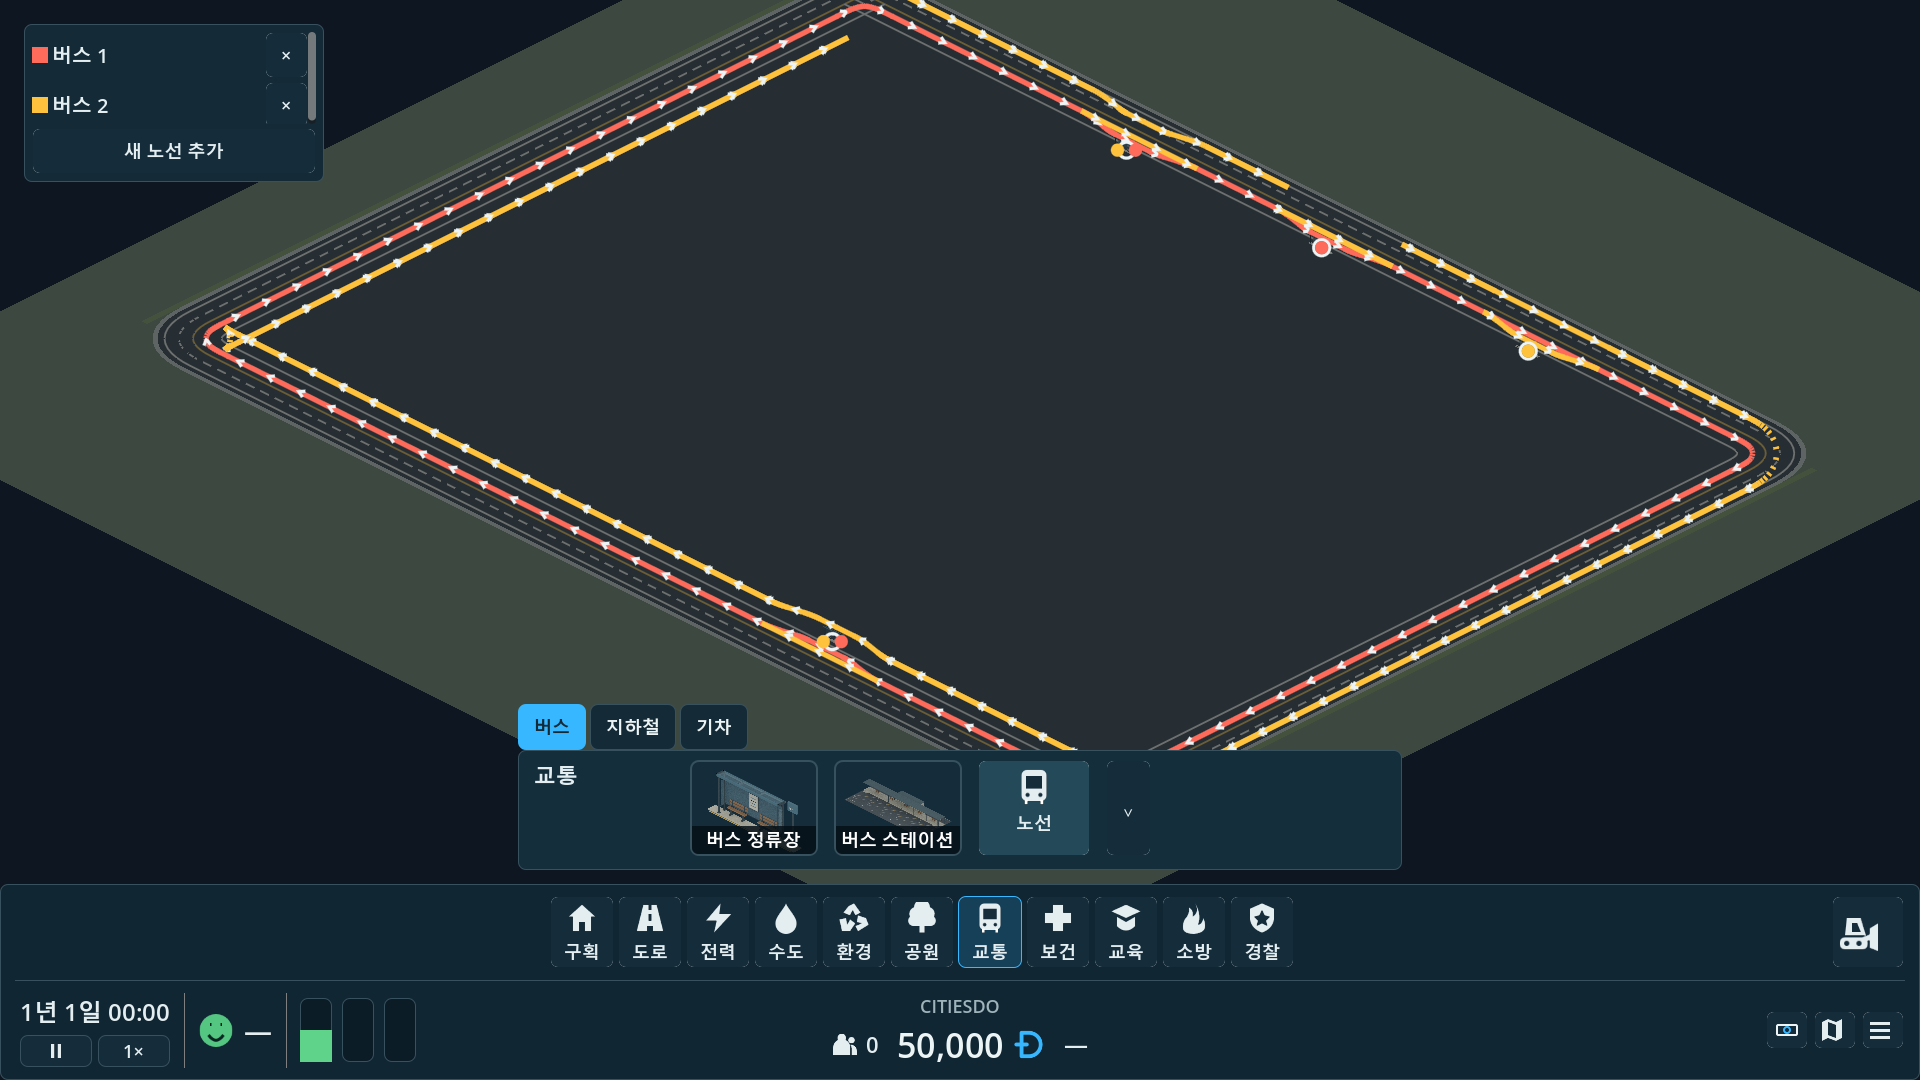 버스 1
×
버스 2
×
새 노선 추가
버스
지하철
기차
교통
버스 정류장
버스 스테이션
노선
구획
도로
전력
수도
환경
공원
교통
보건
교육
소방
경찰
1년 1일 00:00
1×
—
CITIESDO
0
50,000
—